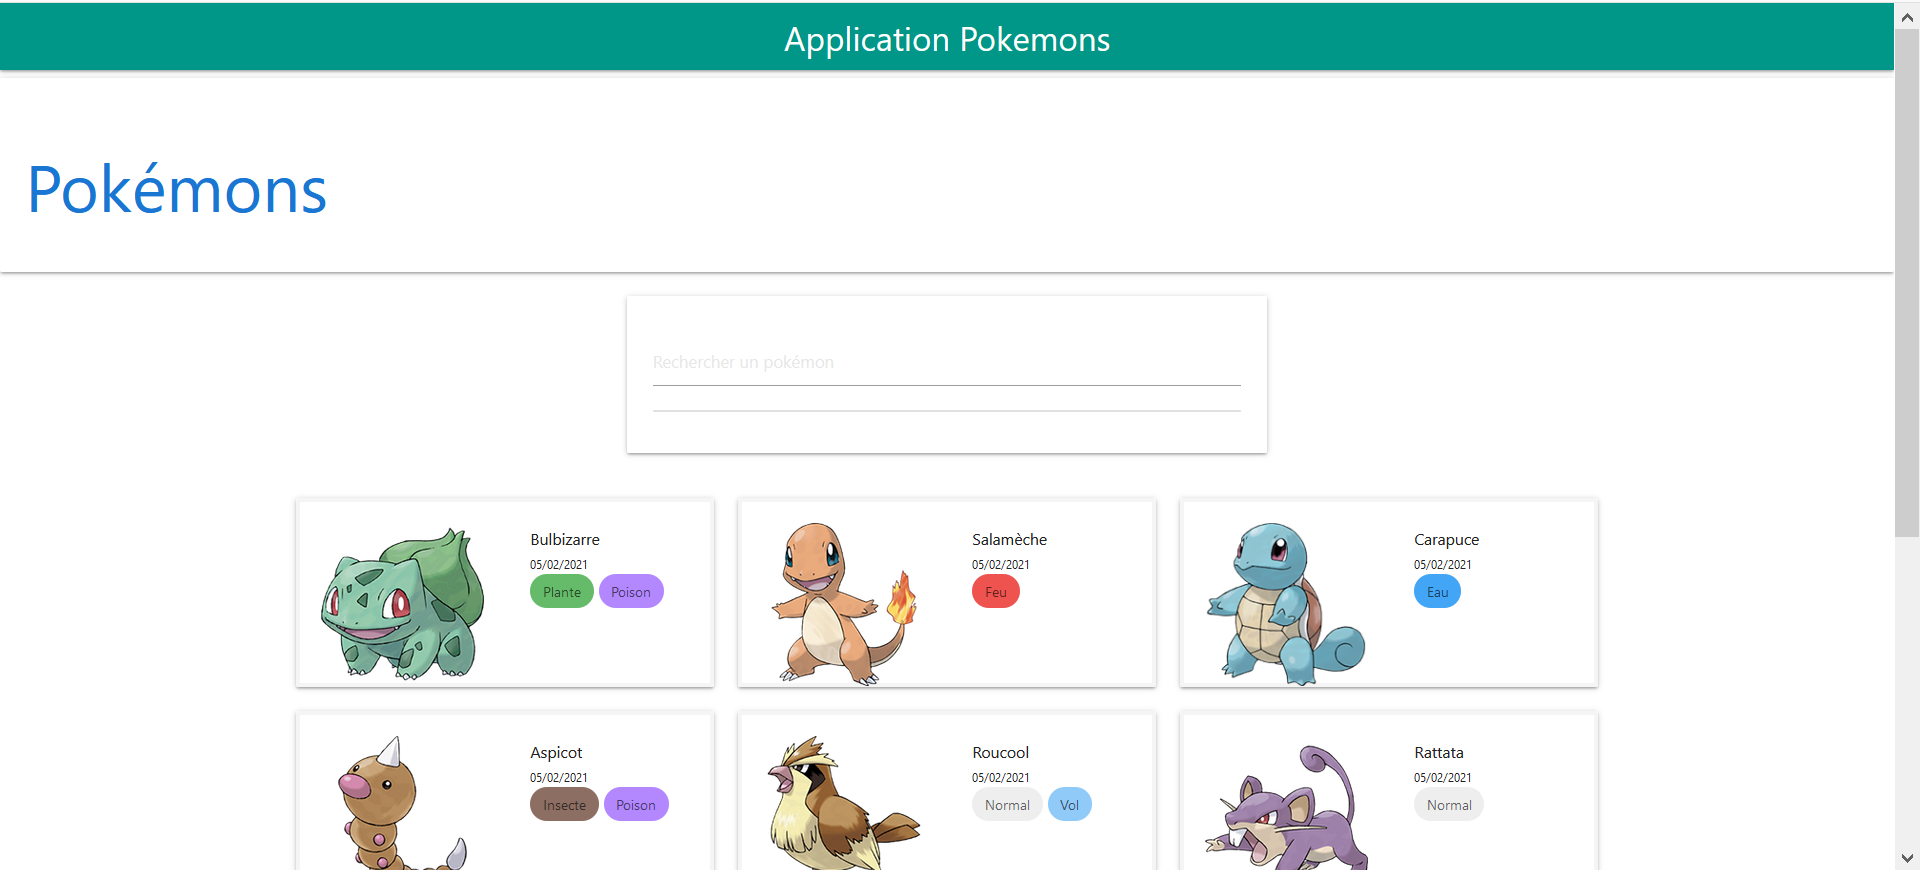 Application Pokemons
Pokémons
Rechercher un pokémon
Bulbizarre
05/02/2021
Plante Poison
Salamèche
05/02/2021
Feu
Carapuce
05/02/2021
Eau
Aspicot
05/02/2021
Insecte Poison
Roucool
05/02/2021
Normal Vol
Rattata
05/02/2021
Normal